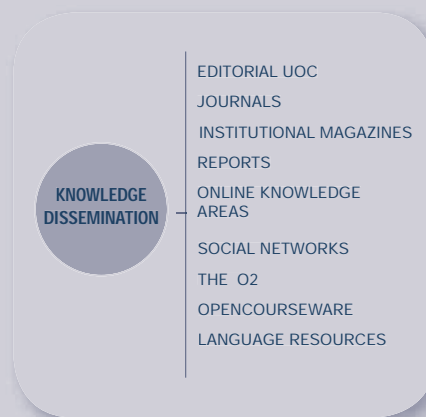 KNOWLEDGE
DISSEMINATION
EDITORIAL UOC
JOURNALS
INSTITUTIONAL MAGAZINES
REPORTS
ONLINE KNOWLEDGE
AREAS
SOCIAL NETWORKS
THE O2
OPENCOURSEWARE
LANGUAGE RESOURCES